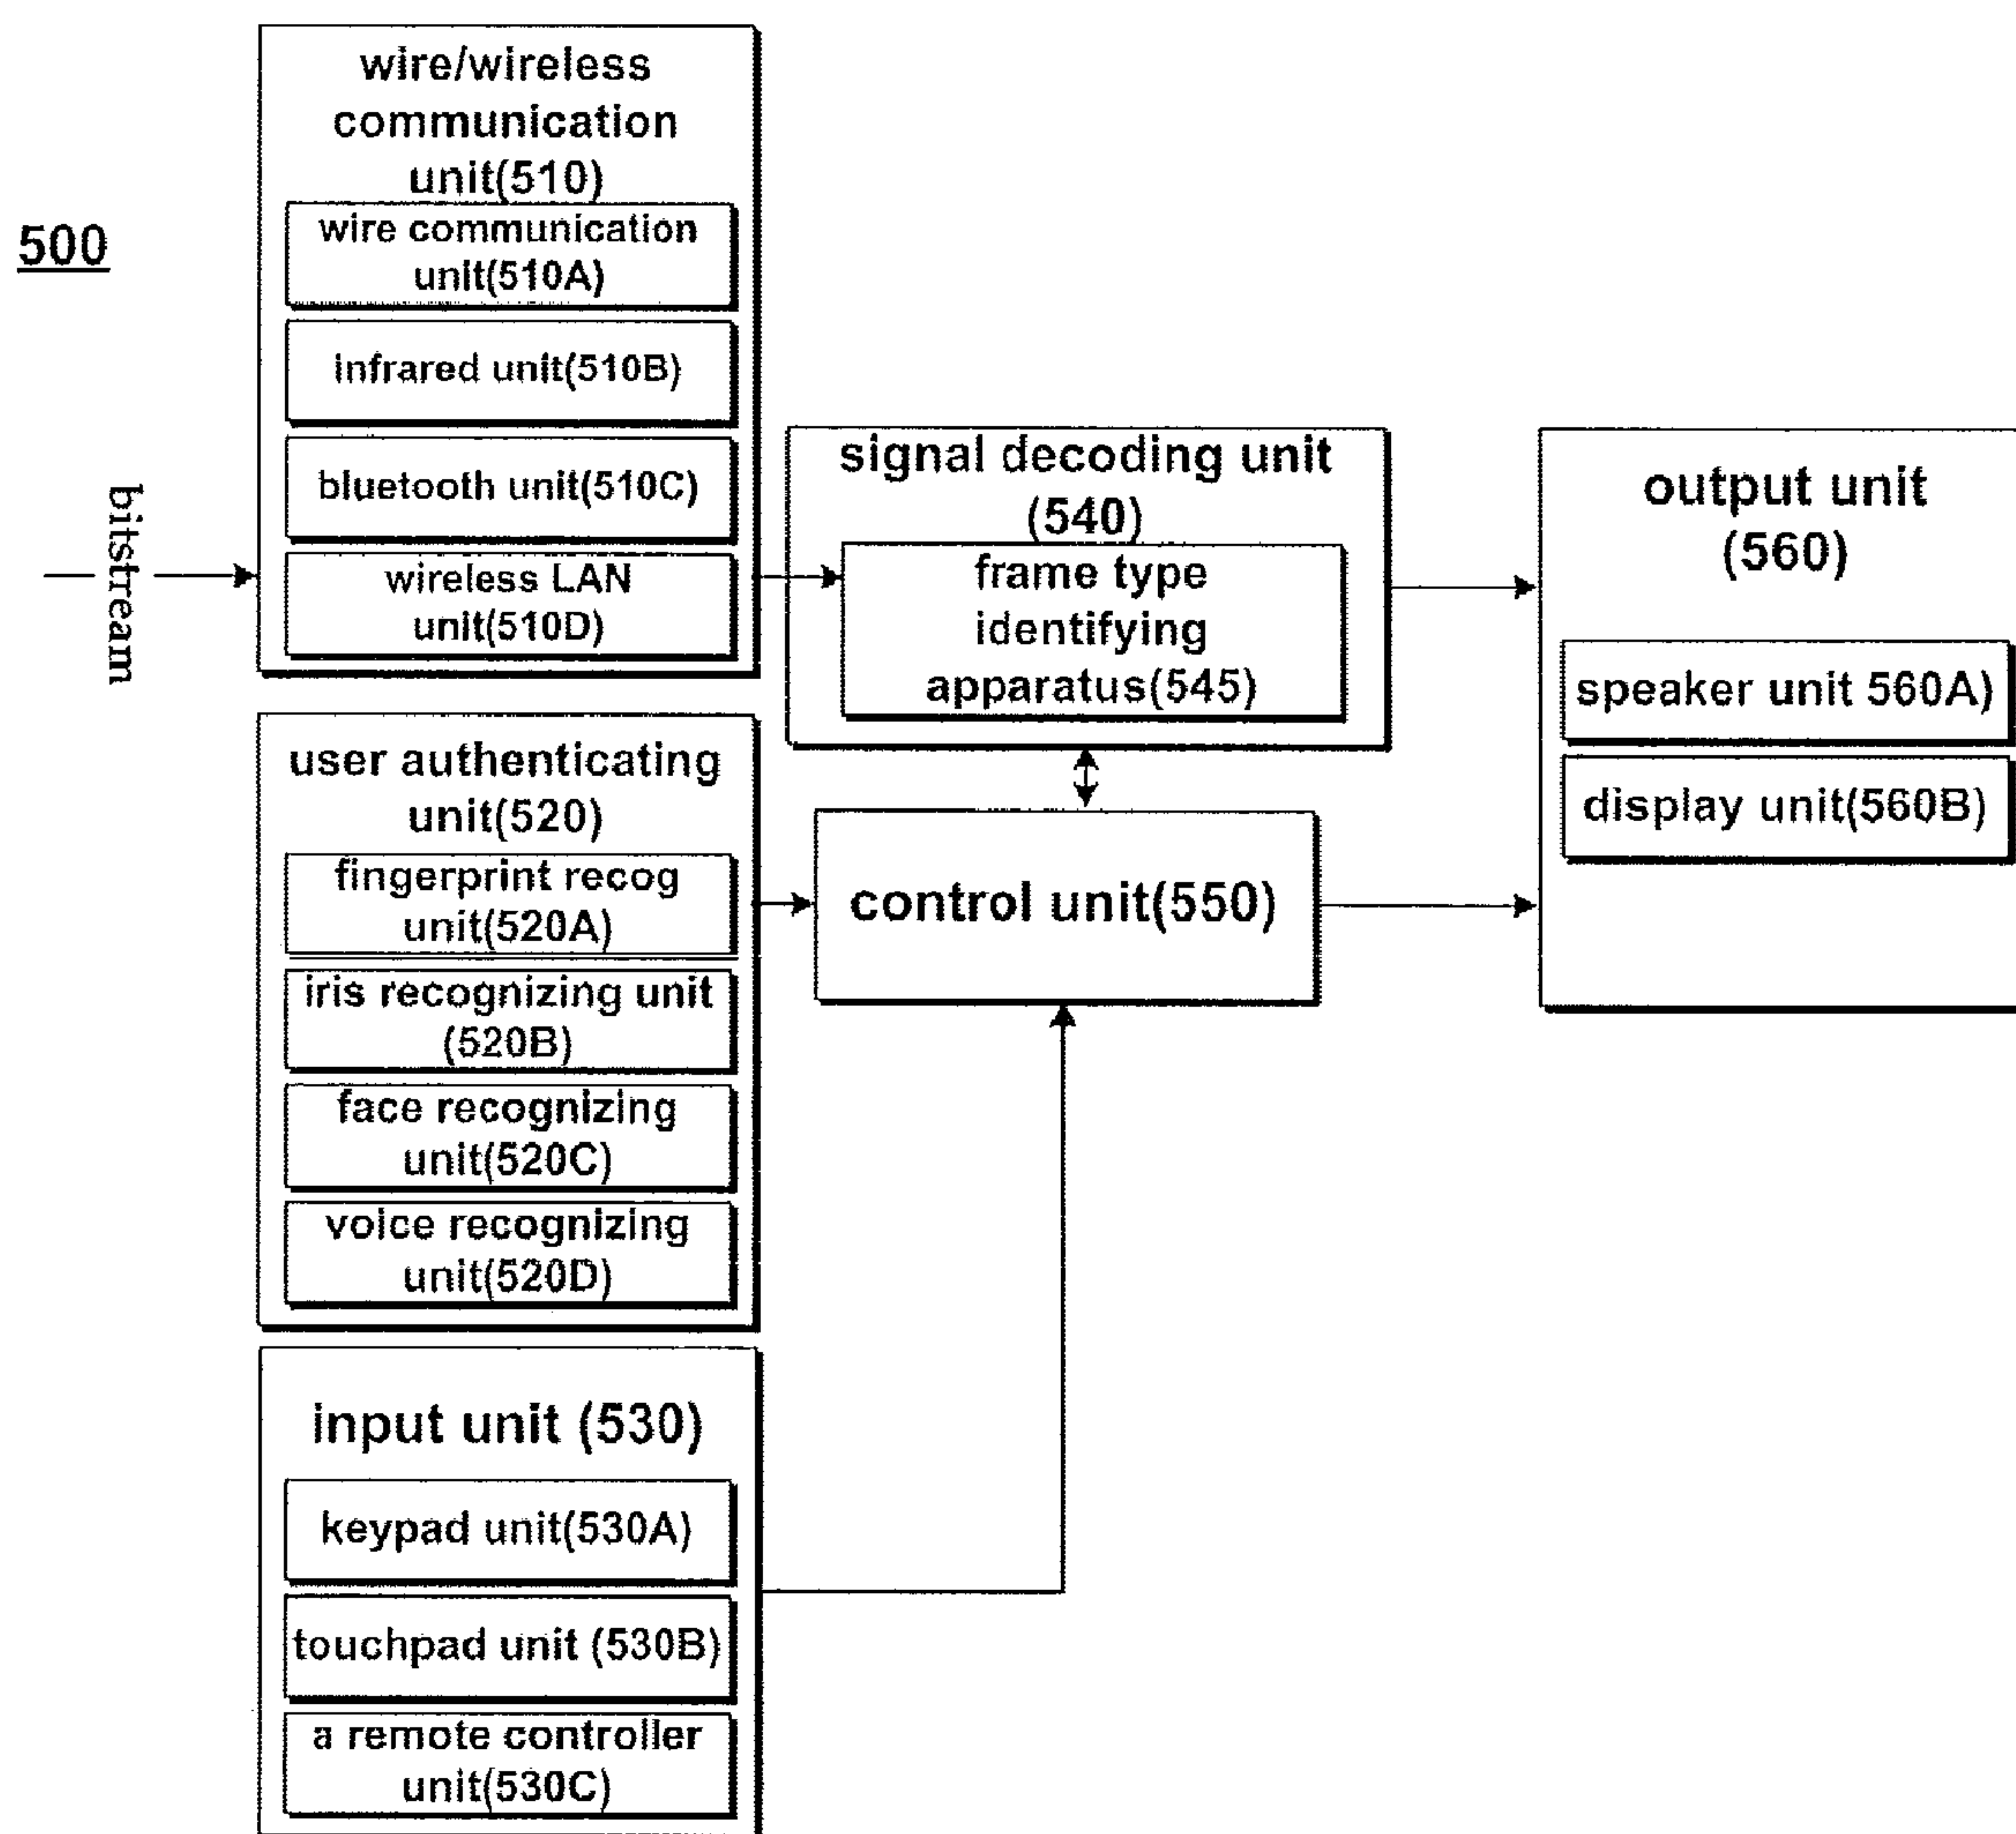 500
bitstream
wire/wireless
communication
unit(510)
wire communication
unit(510A)
infrared unit(510B)
bluetooth unit(510C)
wireless LAN
unit(510D)
user authenticating
unit(520)
fingerprint recog
unit(520A)
iris recognizing unit
(520B)
face recognizing
unit(520C)
voice recognizing
unit(520D)
input unit (530)
keypad unit(530A)
touchpad unit (530B)
a remote controller
unit(530C)
signal decoding unit
(540)
frame type
identifying
apparatus(545)
control unit(550)
output unit
(560)
speaker unit 560A)
display unit(560B)